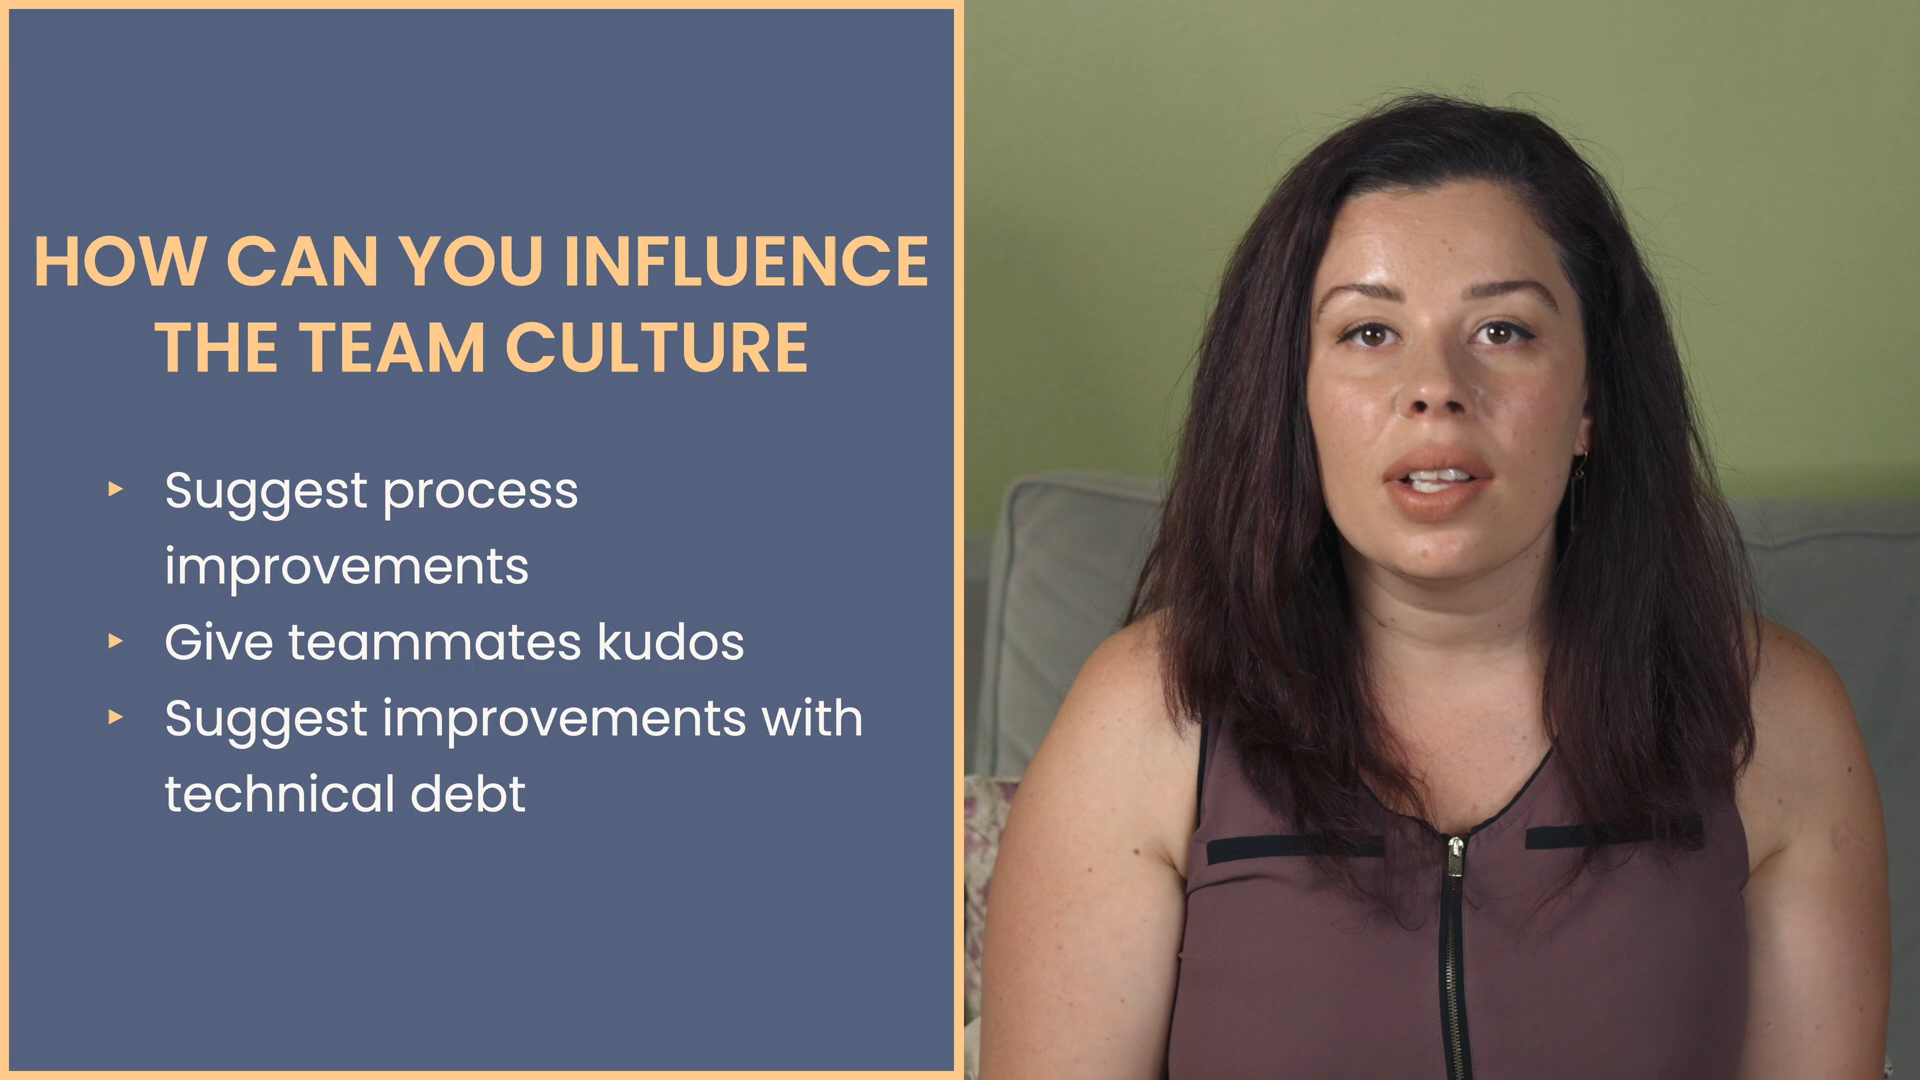 HOW CAN YOU INFLUENCE
THE TEAM CULTURE
Suggest process
improvements
Give teammates kudos
Suggest improvements with
technical debt